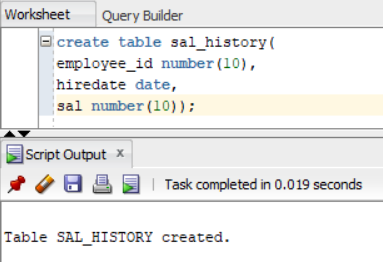 Worksheet Query Builder
create table sal_history(
employee_id number(10),
hiredate date,
sal number(10));
Script Output x
Task completed in 0.019 seconds
Table SAL_HISTORY created.